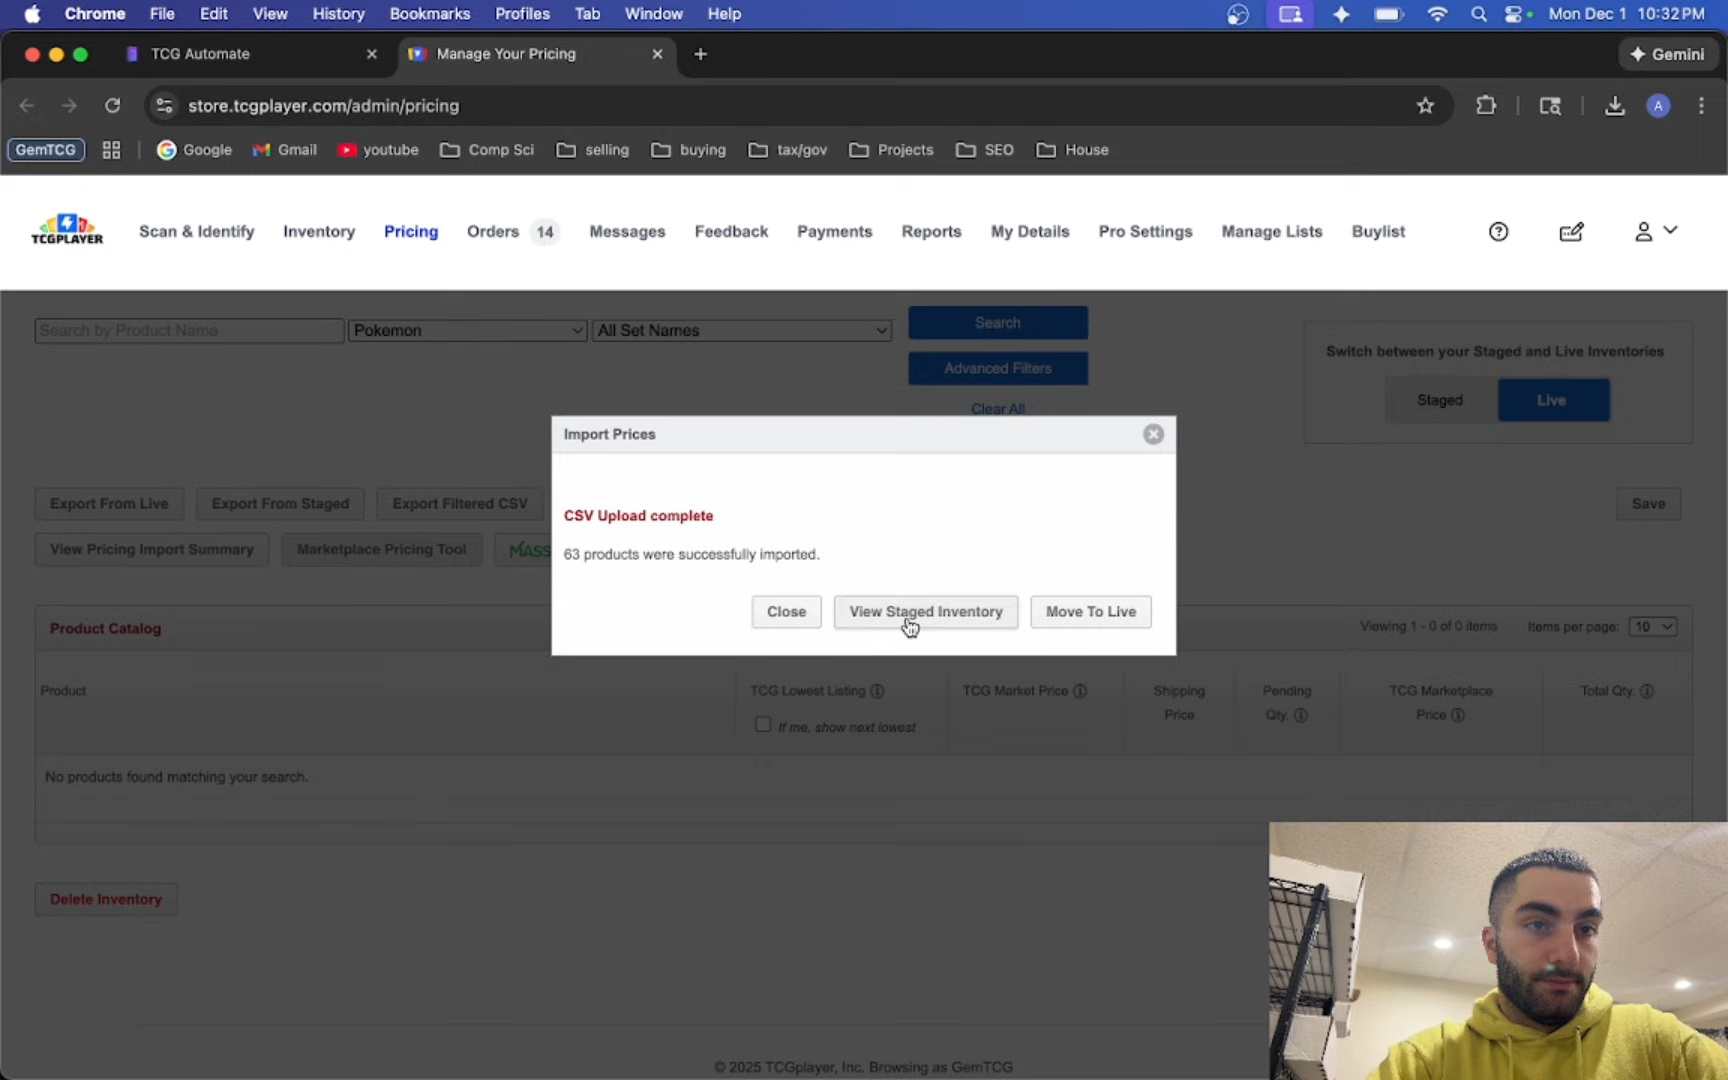 Chrome File Edit View History Bookmarks Profiles Tab Window Help Mon Dec 1 10:32 PM
TCG Automate Manage Your Pricing Gemini
store.tcgplayer.com/admin/pricing A
GemTCG Google Gmail youtube Comp Sci selling buying tax/gov Projects SEO House
TCGPLAYER Scan & Identify Inventory Pricing Orders 14 Messages Feedback Payments Reports My Details Pro Settings Manage Lists Buylist
Search by Product Name Pokemon All Set Names Search
Switch between your Staged and Live Inventories
Advanced Filters
Staged Live
Clear All
Import Prices
Export From Live Export From Staged Export Filtered CSV Save
CSV Upload complete
View Pricing Import Summary Marketplace Pricing Tool MASS
63 products were successfully imported.
Close View Staged Inventory Move To Live
Product Catalog Viewing 1 - 0 of 0 items Items per page: 10
Product TCG Lowest Listing TCG Market Price Shipping Price Pending Qty. TCG Marketplace Price Total Qty.
If me, show next lowest
No products found matching your search.
Delete Inventory
© 2025 TCGplayer, Inc. Browsing as GemTCG